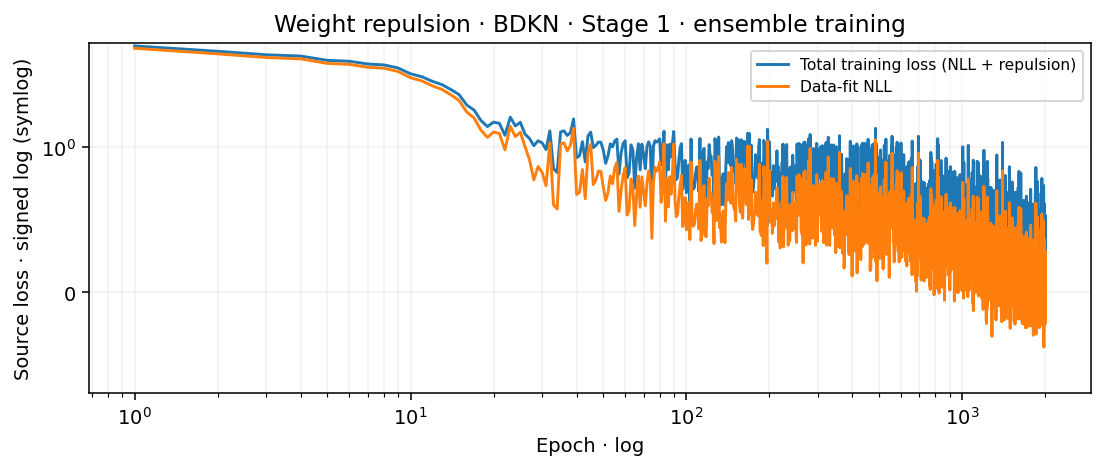 Weight repulsion · BDKN · Stage 1 · ensemble training
Source loss · signed log (symlog)
10⁰
0
Total training loss (NLL + repulsion)
Data-fit NLL
10⁰ 10¹ 10² 10³
Epoch · log